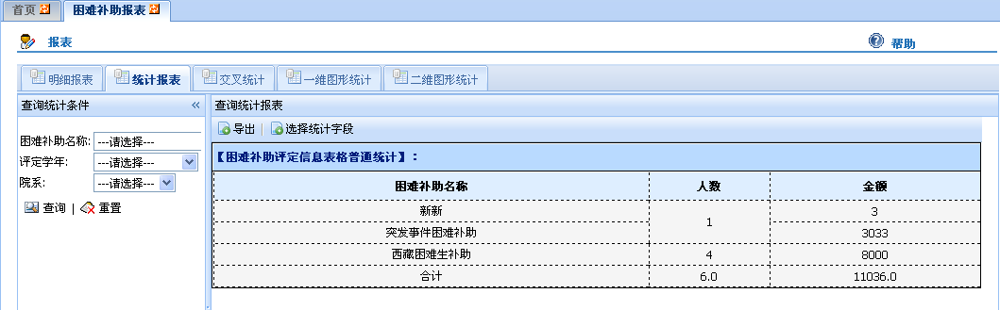 首页 困难补助报表
报表 帮助
明细报表 统计报表 交叉统计 一维图形统计 二维图形统计
查询统计条件 «
查询统计报表
导出 | 选择统计字段
困难补助名称: ---请选择---
评定学年: ---请选择---
院系: ---请选择---
查询 | 重置
【困难补助评定信息表格普通统计】：
困难补助名称 人数 金额
新新 1 3
突发事件困难补助 3033
西藏困难生补助 4 8000
合计 6.0 11036.0